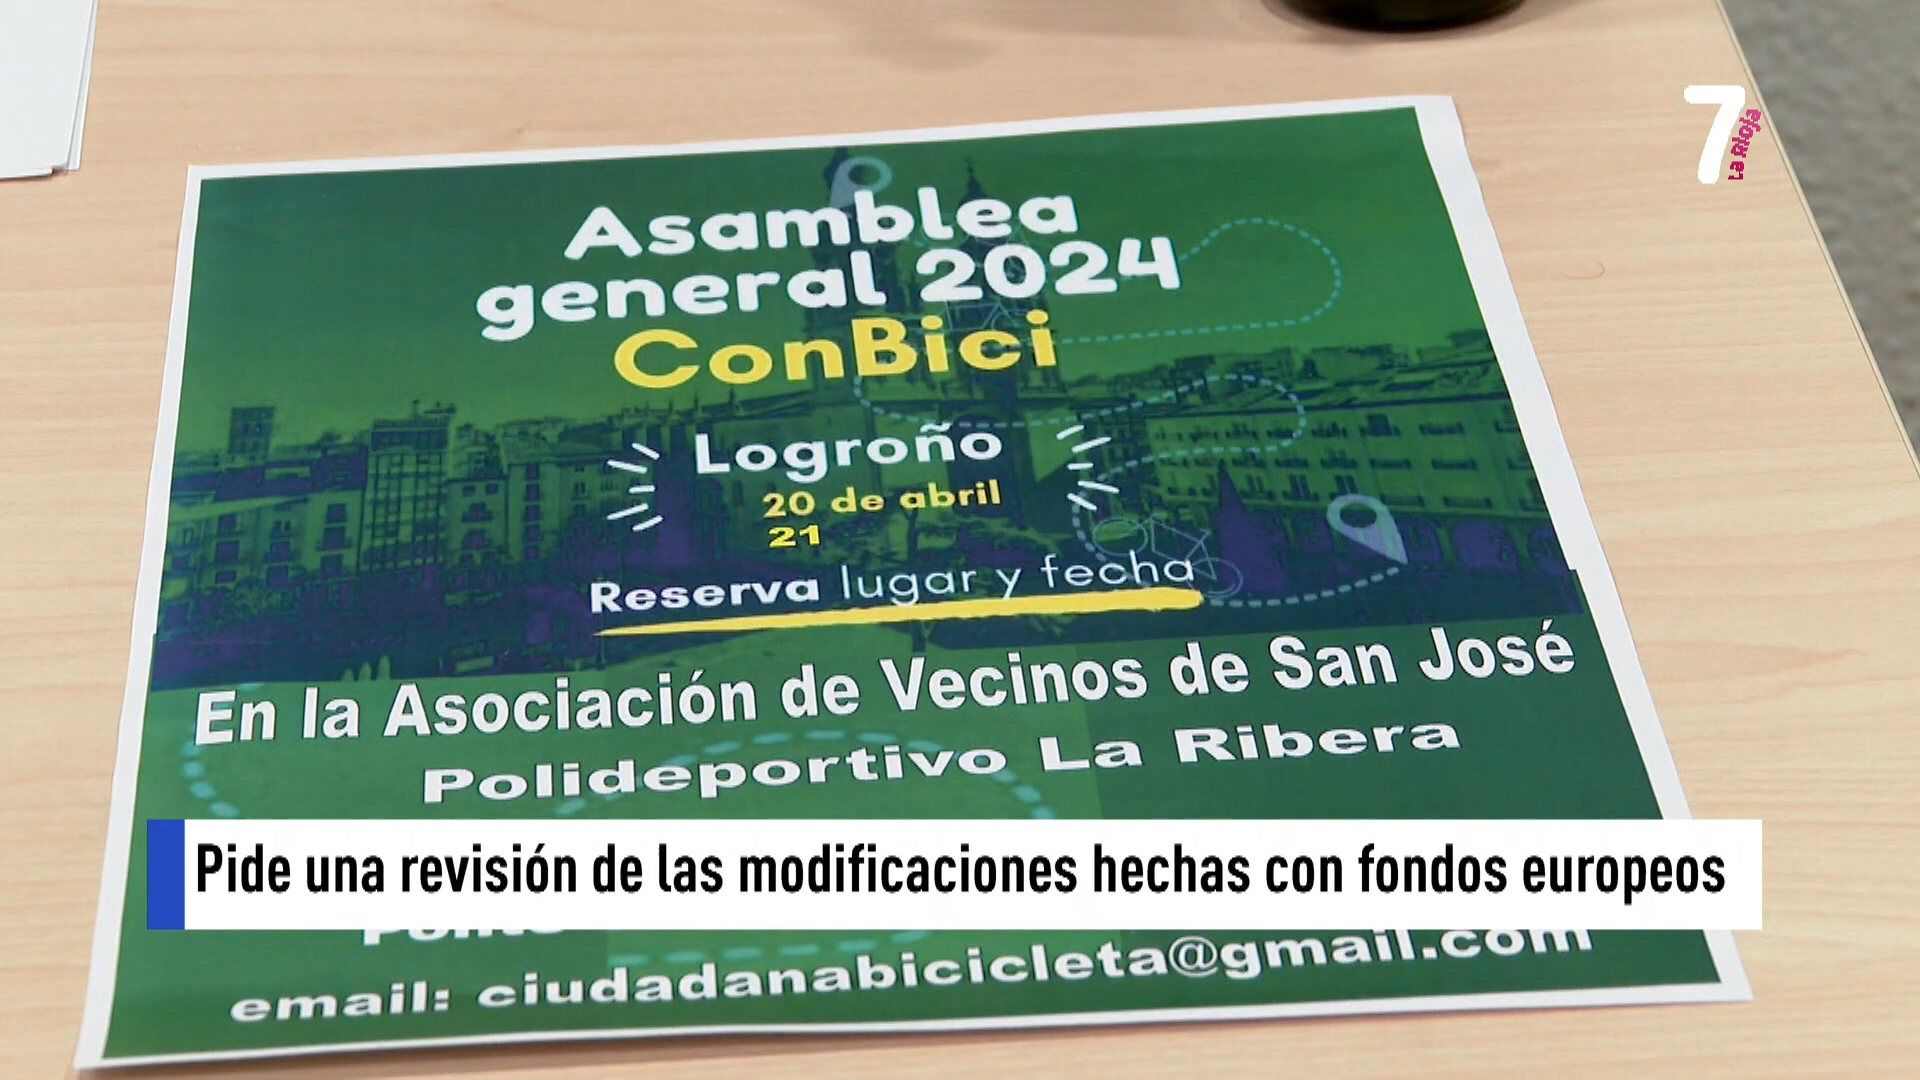 7
La Rioja
Asamblea
general 2024
ConBici
Logroño
20 de abril
21
Reserva lugar y fecha
En la Asociación de Vecinos de San José
Polideportivo La Ribera
Pide una revisión de las modificaciones hechas con fondos europeos
email: ciudadanabicicleta@gmail.com